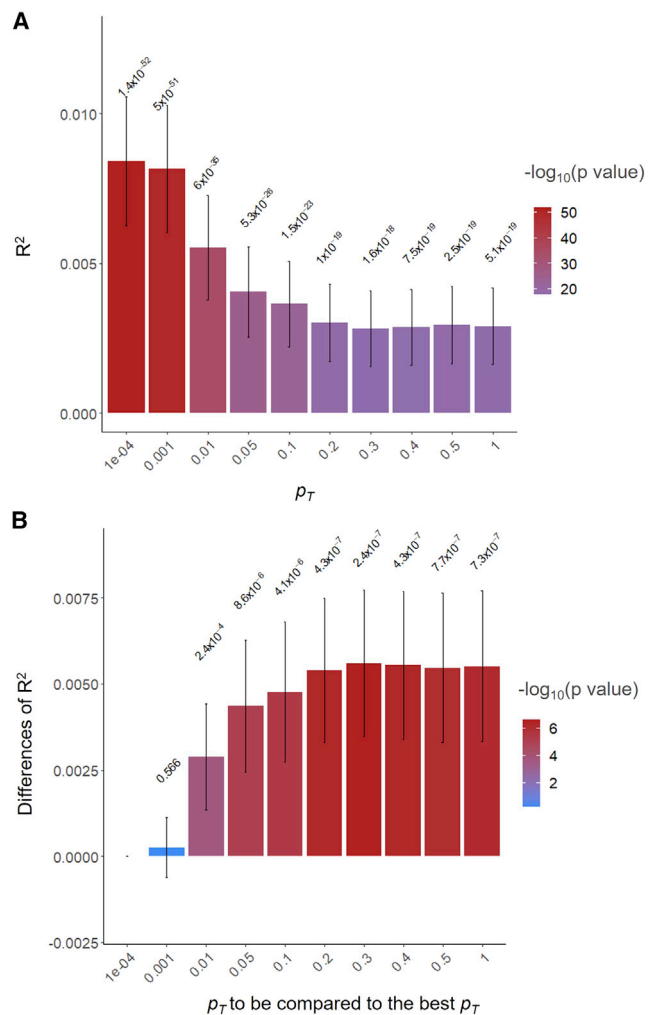 A
1.4x10⁻⁵² 5x10⁻⁵¹ 6x10⁻³⁵ 5.3x10⁻²⁶ 1.5x10⁻²³ 1x10⁻¹⁹ 1.6x10⁻¹⁸ 7.5x10⁻¹⁹ 2.5x10⁻¹⁹ 5.1x10⁻¹⁹
0.010
0.005
0.000
R²
1e-04 0.001 0.01 0.05 0.1 0.2 0.3 0.4 0.5 1
p_T
-log₁₀(p value)
50
40
30
20
B
0.566 2.4x10⁻⁴ 8.6x10⁻⁶ 4.1x10⁻⁶ 4.3x10⁻⁷ 2.4x10⁻⁷ 4.3x10⁻⁷ 7.7x10⁻⁷ 7.3x10⁻⁷
0.0075
0.0050
0.0025
0.0000
-0.0025
Differences of R²
1e-04 0.001 0.01 0.05 0.1 0.2 0.3 0.4 0.5 1
p_T to be compared to the best p_T
-log₁₀(p value)
6
4
2